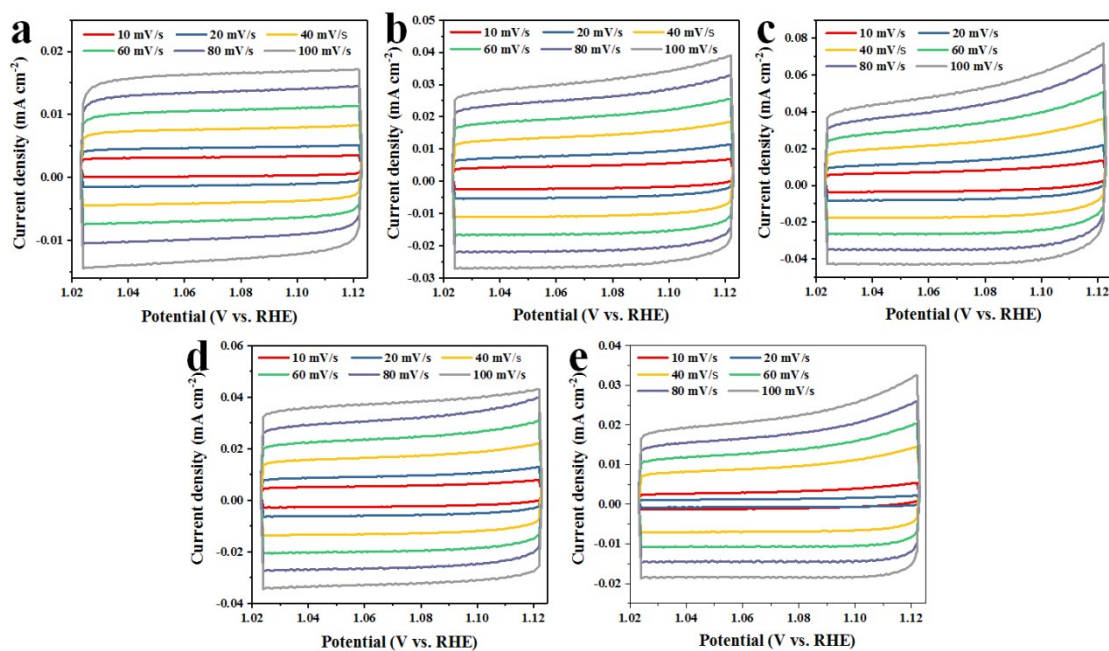 a
10 mV/s 20 mV/s 40 mV/s
60 mV/s 80 mV/s 100 mV/s
0.02
0.01
0.00
-0.01
Current density (mA cm⁻²)
1.02 1.04 1.06 1.08 1.10 1.12
Potential (V vs. RHE)
b
10 mV/s 20 mV/s 40 mV/s
60 mV/s 80 mV/s 100 mV/s
0.05
0.04
0.03
0.02
0.01
0.00
-0.01
-0.02
-0.03
Current density (mA cm⁻²)
1.02 1.04 1.06 1.08 1.10 1.12
Potential (V vs. RHE)
c
10 mV/s 20 mV/s
40 mV/s 60 mV/s
80 mV/s 100 mV/s
0.08
0.06
0.04
0.02
0.00
-0.02
-0.04
Current density (mA cm⁻²)
1.02 1.04 1.06 1.08 1.10 1.12
Potential (V vs. RHE)
d
10 mV/s 20 mV/s 40 mV/s
60 mV/s 80 mV/s 100 mV/s
0.06
0.04
0.02
0.00
-0.02
-0.04
Current density (mA cm⁻²)
1.02 1.04 1.06 1.08 1.10 1.12
Potential (V vs. RHE)
e
10 mV/s 20 mV/s
40 mV/s 60 mV/s
80 mV/s 100 mV/s
0.04
0.03
0.02
0.01
0.00
-0.01
-0.02
Current density (mA cm⁻²)
1.02 1.04 1.06 1.08 1.10 1.12
Potential (V vs. RHE)